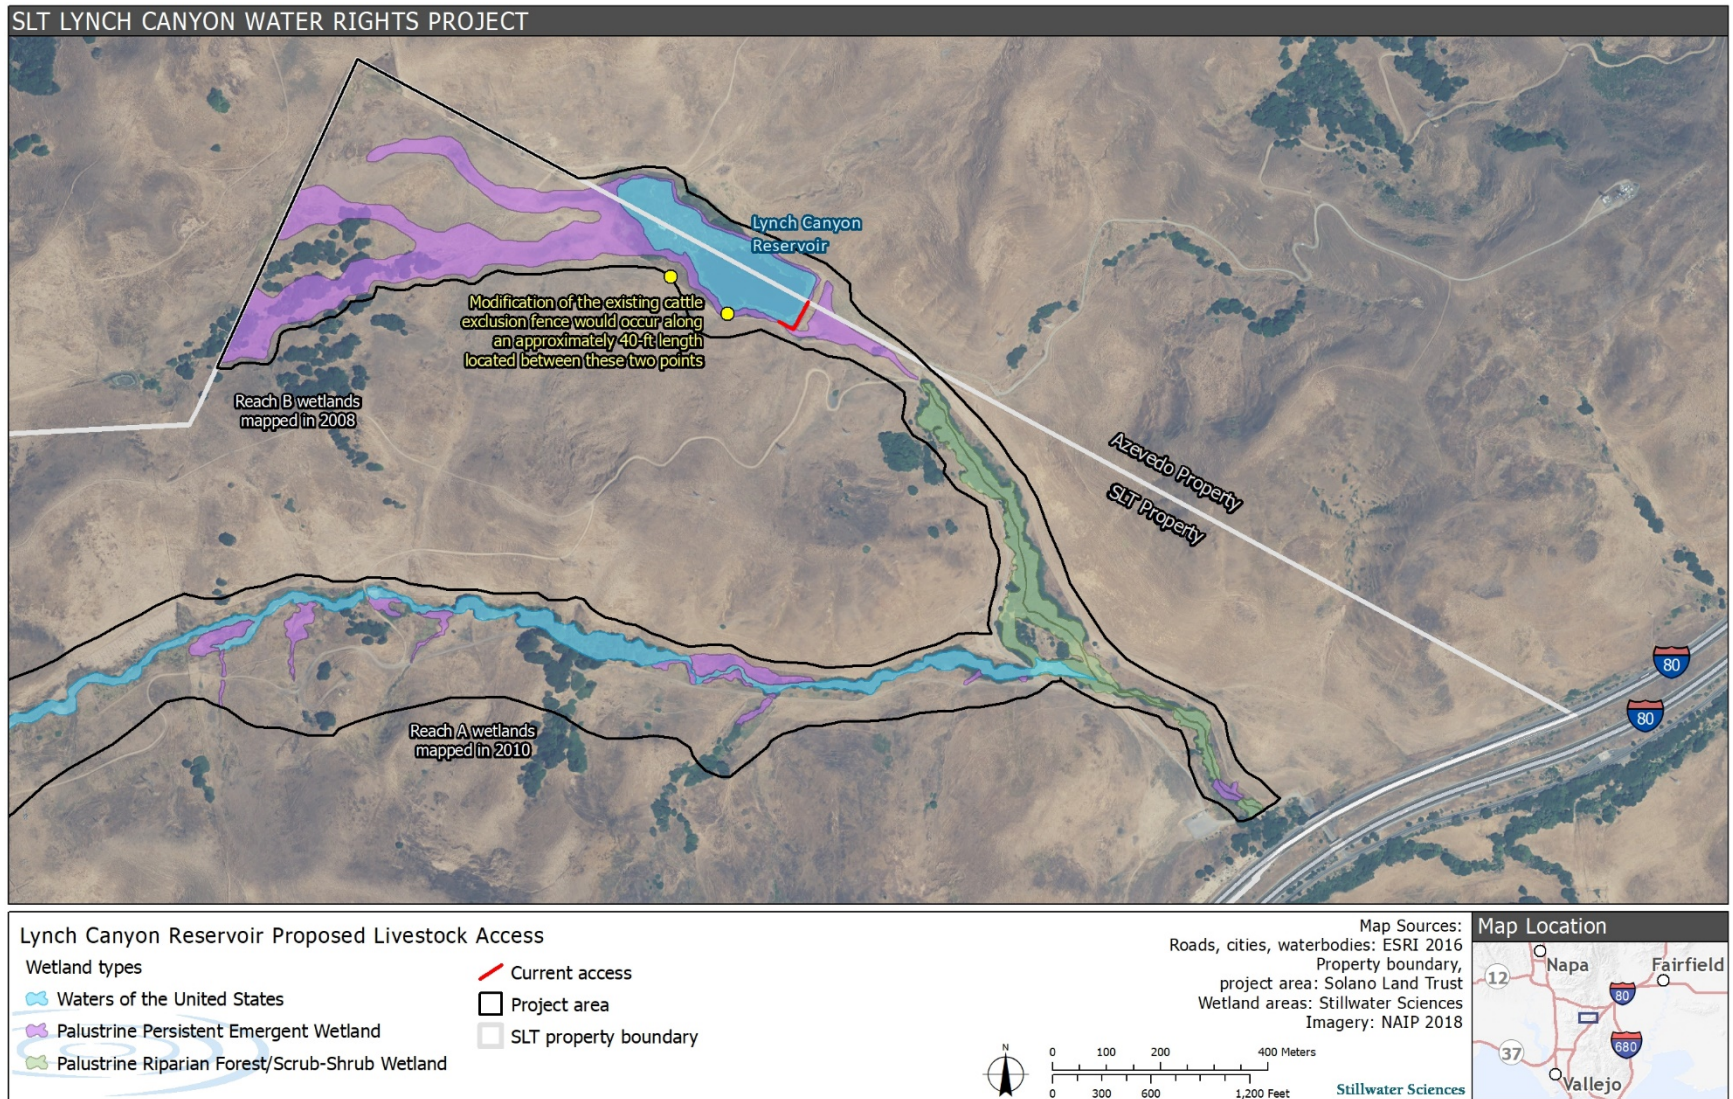 SLT LYNCH CANYON WATER RIGHTS PROJECT
Lynch Canyon
Reservoir
Modification of the existing cattle
exclusion fence would occur along
an approximately 40-ft length
located between these two points
Reach B wetlands
mapped in 2008
Azevedo Property
SLT Property
80
80
Reach A wetlands
mapped in 2010
Lynch Canyon Reservoir Proposed Livestock Access
Wetland types
Waters of the United States
Palustrine Persistent Emergent Wetland
Palustrine Riparian Forest/Scrub-Shrub Wetland
Current access
Project area
SLT property boundary
Map Sources:
Roads, cities, waterbodies: ESRI 2016
Property boundary,
project area: Solano Land Trust
Wetland areas: Stillwater Sciences
Imagery: NAIP 2018
N
0 100 200 400 Meters
0 300 600 1,200 Feet
Stillwater Sciences
Map Location
Napa
Fairfield
12
80
37
680
Vallejo